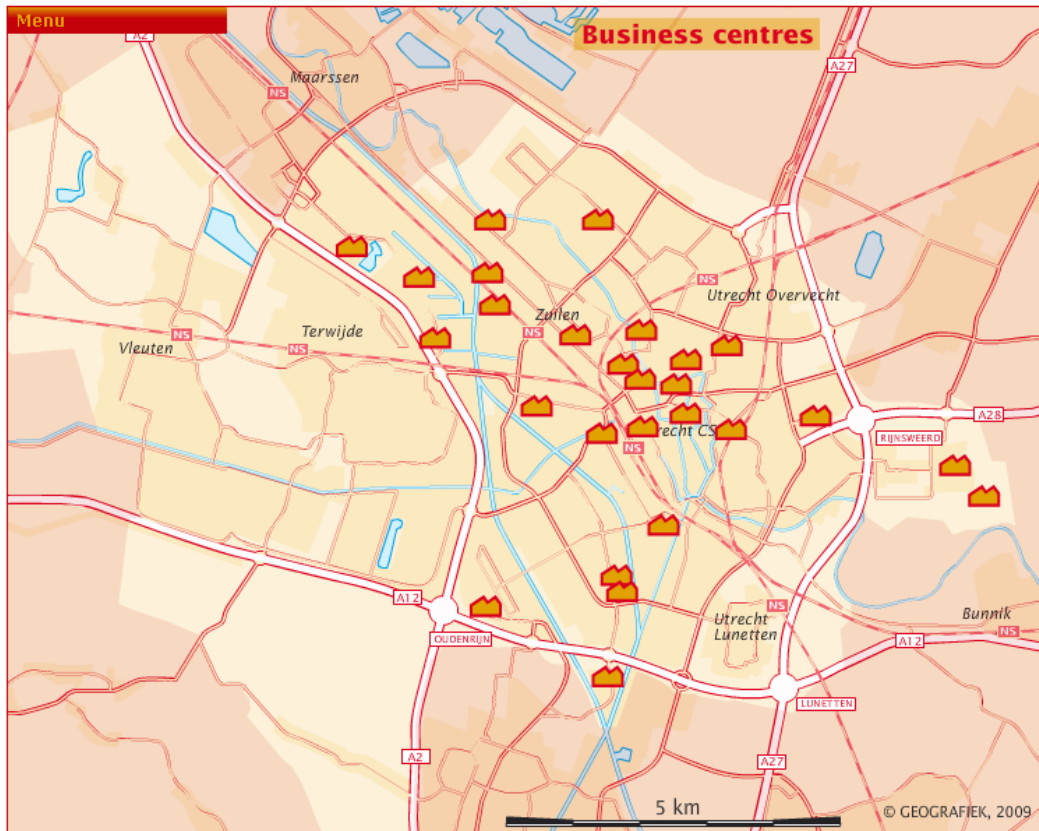 Menu
Business centres
A2
A27
Maarssen
NS
NS
Utrecht Overvecht
Zuilen
NS
Terwijde
NS
NS
Vleuten
A28
recht CS
RIJNSWEERD
NS
A12
NS
Utrecht
Lunetten
Bunnik
NS
OUDENRIJN
A12
LUNETTEN
A2
A27
5 km
© GEOGRAFIEK, 2009